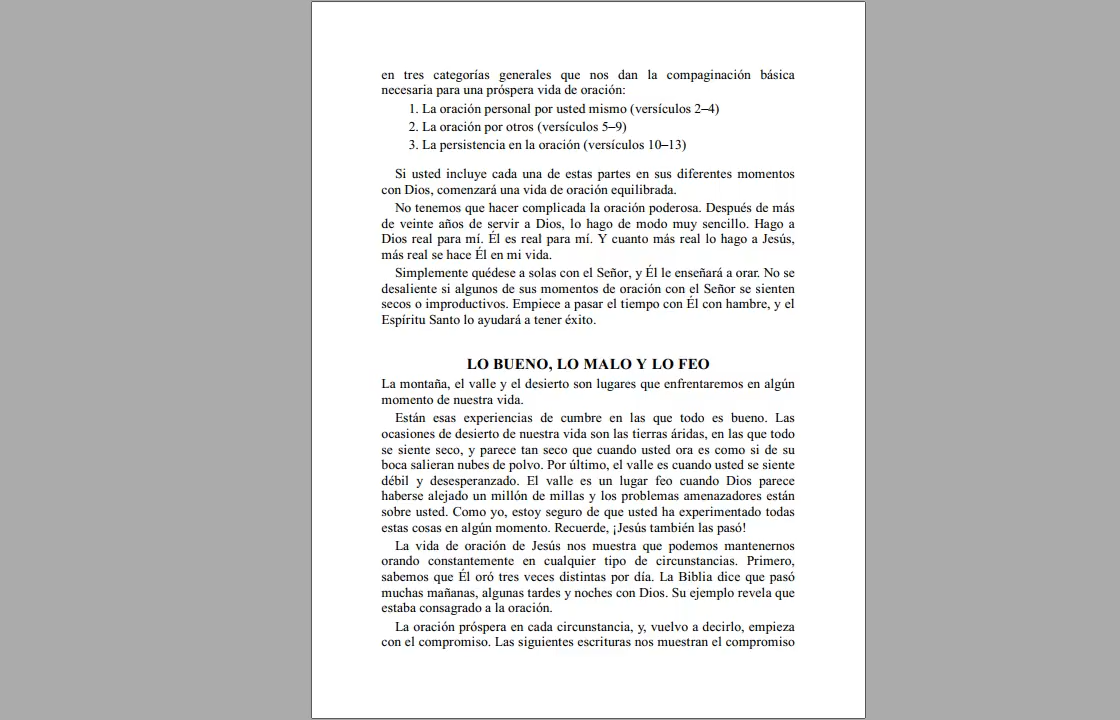 en tres categorías generales que nos dan la compaginación básica
necesaria para una próspera vida de oración:
1. La oración personal por usted mismo (versículos 2–4)
2. La oración por otros (versículos 5–9)
3. La persistencia en la oración (versículos 10–13)
Si usted incluye cada una de estas partes en sus diferentes momentos
con Dios, comenzará una vida de oración equilibrada.
No tenemos que hacer complicada la oración poderosa. Después de más
de veinte años de servir a Dios, lo hago de modo muy sencillo. Hago a
Dios real para mí. Él es real para mí. Y cuanto más real lo hago a Jesús,
más real se hace Él en mi vida.
Simplemente quédese a solas con el Señor, y Él le enseñará a orar. No se
desaliente si algunos de sus momentos de oración con el Señor se sienten
secos o improductivos. Empiece a pasar el tiempo con Él con hambre, y el
Espíritu Santo lo ayudará a tener éxito.
LO BUENO, LO MALO Y LO FEO
La montaña, el valle y el desierto son lugares que enfrentaremos en algún
momento de nuestra vida.
Están esas experiencias de cumbre en las que todo es bueno. Las
ocasiones de desierto de nuestra vida son las tierras áridas, en las que todo
se siente seco, y parece tan seco que cuando usted ora es como si de su
boca salieran nubes de polvo. Por último, el valle es cuando usted se siente
débil y desesperanzado. El valle es un lugar feo cuando Dios parece
haberse alejado un millón de millas y los problemas amenazadores están
sobre usted. Como yo, estoy seguro de que usted ha experimentado todas
estas cosas en algún momento. Recuerde, ¡Jesús también las pasó!
La vida de oración de Jesús nos muestra que podemos mantenernos
orando constantemente en cualquier tipo de circunstancias. Primero,
sabemos que Él oró tres veces distintas por día. La Biblia dice que pasó
muchas mañanas, algunas tardes y noches con Dios. Su ejemplo revela que
estaba consagrado a la oración.
La oración próspera en cada circunstancia, y, vuelvo a decirlo, empieza
con el compromiso. Las siguientes escrituras nos muestran el compromiso